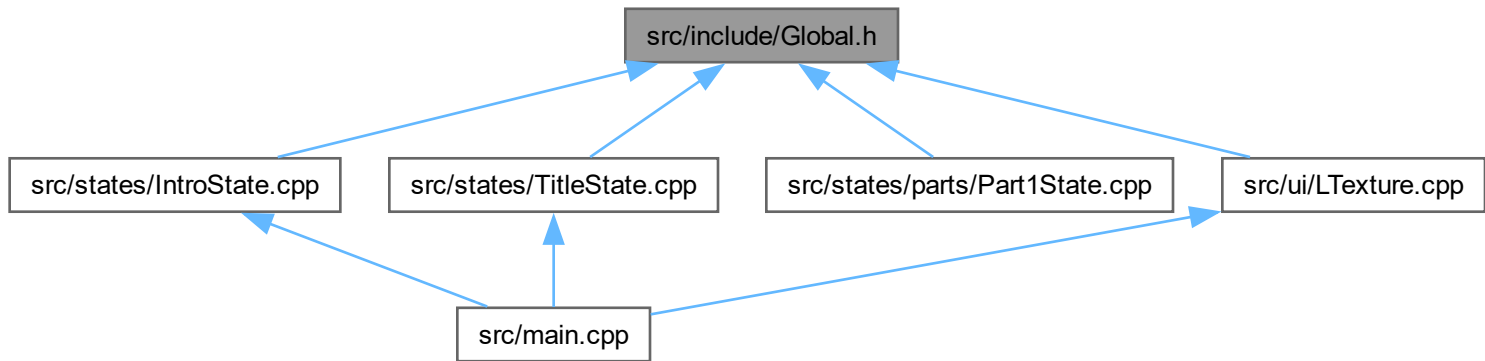 src/include/Global.h
src/states/IntroState.cpp
src/states/TitleState.cpp
src/states/parts/Part1State.cpp
src/ui/LTexture.cpp
src/main.cpp